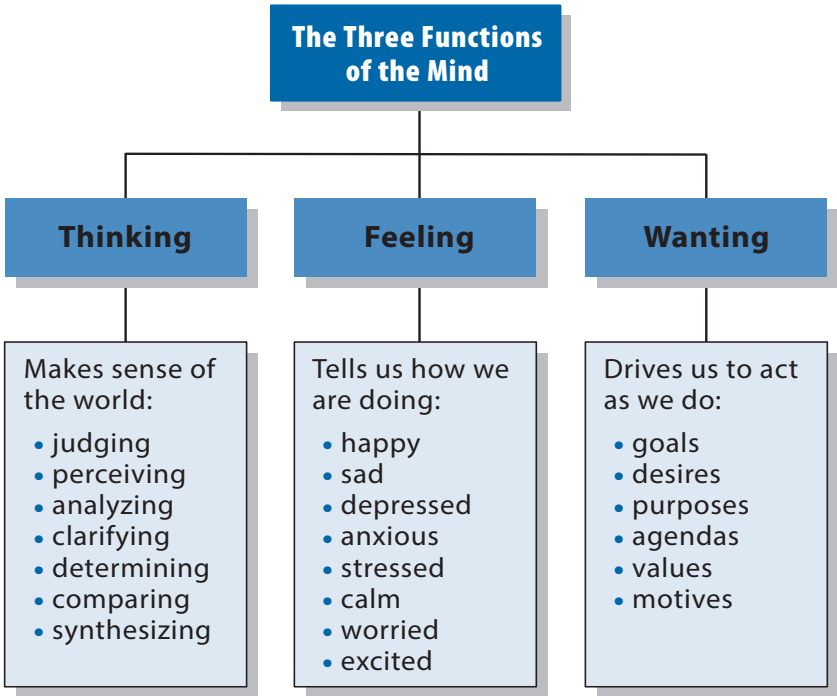 The Three Functions
of the Mind
Thinking
Feeling
Wanting
Makes sense of
the world:
• judging
• perceiving
• analyzing
• clarifying
• determining
• comparing
• synthesizing
Tells us how we
are doing:
• happy
• sad
• depressed
• anxious
• stressed
• calm
• worried
• excited
Drives us to act
as we do:
• goals
• desires
• purposes
• agendas
• values
• motives